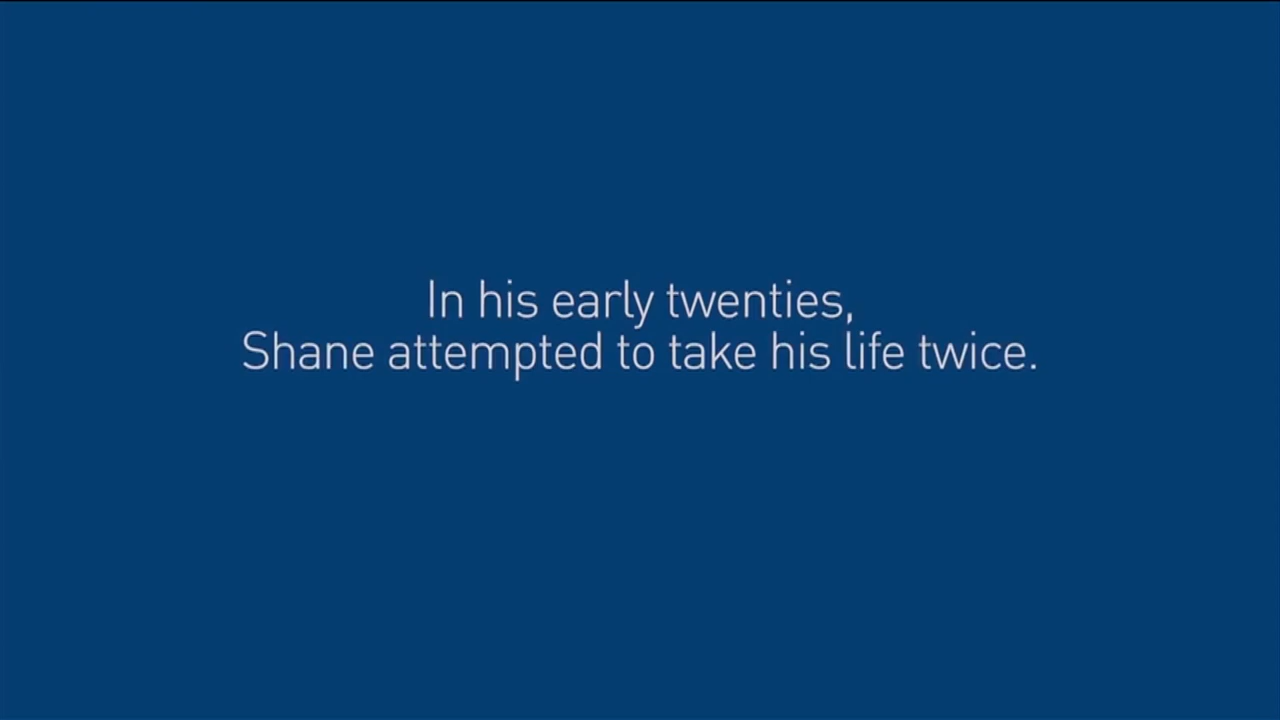 In his early twenties,
Shane attempted to take his life twice.